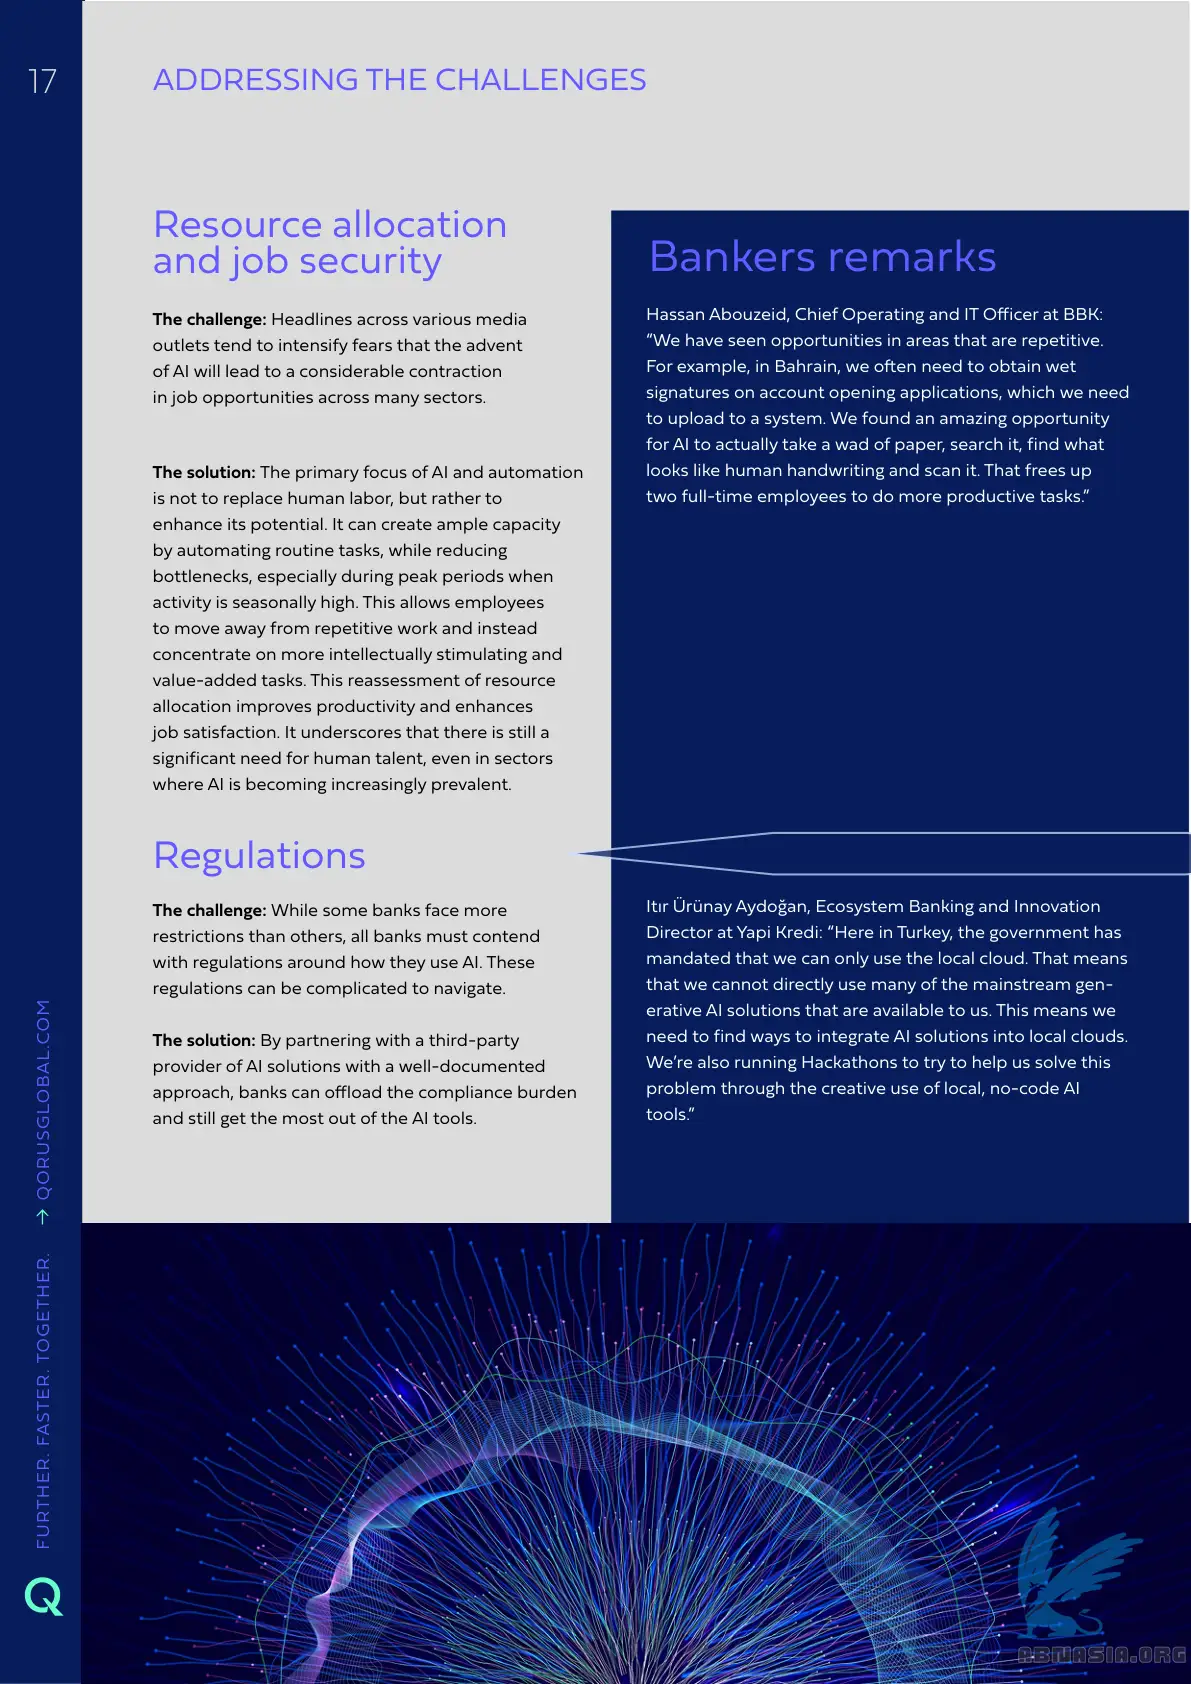 17
ADDRESSING THE CHALLENGES
Resource allocation
and job security
The challenge: Headlines across various media
outlets tend to intensify fears that the advent
of AI will lead to a considerable contraction
in job opportunities across many sectors.
The solution: The primary focus of AI and automation
is not to replace human labor, but rather to
enhance its potential. It can create ample capacity
by automating routine tasks, while reducing
bottlenecks, especially during peak periods when
activity is seasonally high. This allows employees
to move away from repetitive work and instead
concentrate on more intellectually stimulating and
value-added tasks. This reassessment of resource
allocation improves productivity and enhances
job satisfaction. It underscores that there is still a
significant need for human talent, even in sectors
where AI is becoming increasingly prevalent.
Regulations
The challenge: While some banks face more
restrictions than others, all banks must contend
with regulations around how they use AI. These
regulations can be complicated to navigate.
The solution: By partnering with a third-party
provider of AI solutions with a well-documented
approach, banks can offload the compliance burden
and still get the most out of the AI tools.
Bankers remarks
Hassan Abouzeid, Chief Operating and IT Officer at BBK:
“We have seen opportunities in areas that are repetitive.
For example, in Bahrain, we often need to obtain wet
signatures on account opening applications, which we need
to upload to a system. We found an amazing opportunity
for AI to actually take a wad of paper, search it, find what
looks like human handwriting and scan it. That frees up
two full-time employees to do more productive tasks.”
Itır Ürünay Aydoğan, Ecosystem Banking and Innovation
Director at Yapi Kredi: “Here in Turkey, the government has
mandated that we can only use the local cloud. That means
that we cannot directly use many of the mainstream gen-
erative AI solutions that are available to us. This means we
need to find ways to integrate AI solutions into local clouds.
We’re also running Hackathons to try to help us solve this
problem through the creative use of local, no-code AI
tools.”
FURTHER. FASTER. TOGETHER. → QORUSGLOBAL.COM
Q
ABNASIA.ORG